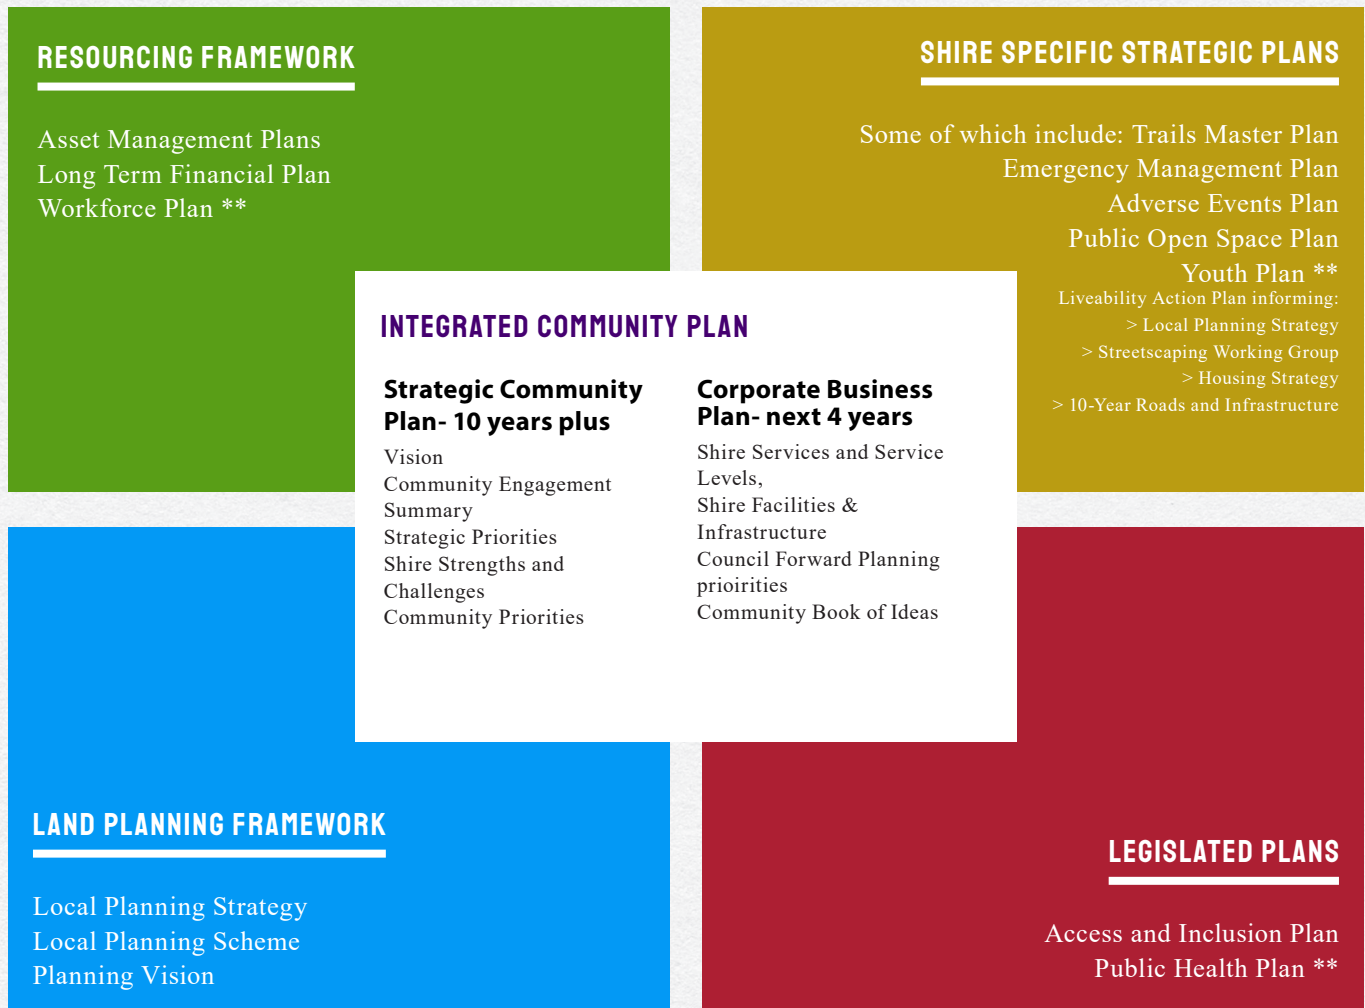 RESOURCING FRAMEWORK
Asset Management Plans
Long Term Financial Plan
Workforce Plan **
SHIRE SPECIFIC STRATEGIC PLANS
Some of which include: Trails Master Plan
Emergency Management Plan
Adverse Events Plan
Public Open Space Plan
Youth Plan **
Liveability Action Plan informing:
> Local Planning Strategy
> Streetscaping Working Group
> Housing Strategy
> 10-Year Roads and Infrastructure
INTEGRATED COMMUNITY PLAN
Strategic Community
Plan- 10 years plus
Vision
Community Engagement
Summary
Strategic Priorities
Shire Strengths and
Challenges
Community Priorities
Corporate Business
Plan- next 4 years
Shire Services and Service
Levels,
Shire Facilities &
Infrastructure
Council Forward Planning
prioirities
Community Book of Ideas
LAND PLANNING FRAMEWORK
Local Planning Strategy
Local Planning Scheme
Planning Vision
LEGISLATED PLANS
Access and Inclusion Plan
Public Health Plan **